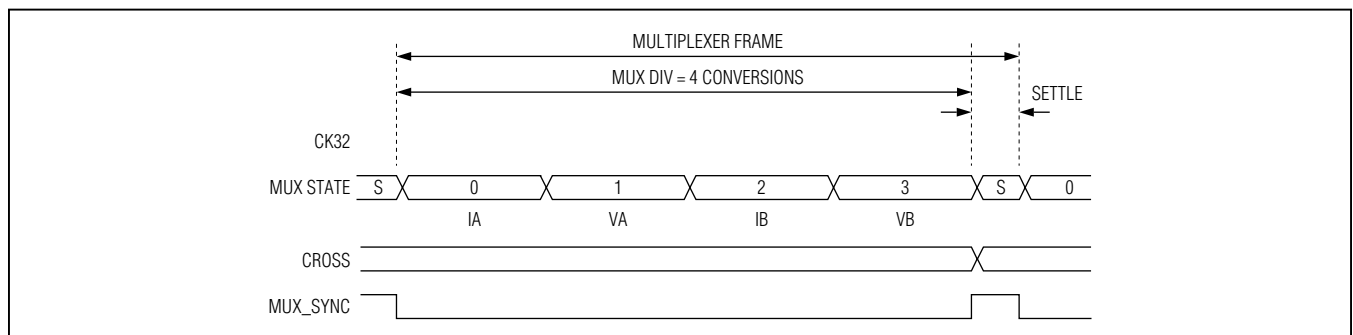 MULTIPLEXER FRAME
MUX DIV = 4 CONVERSIONS
SETTLE
CK32
MUX STATE S 0 1 2 3 S 0
IA VA IB VB
CROSS
MUX_SYNC